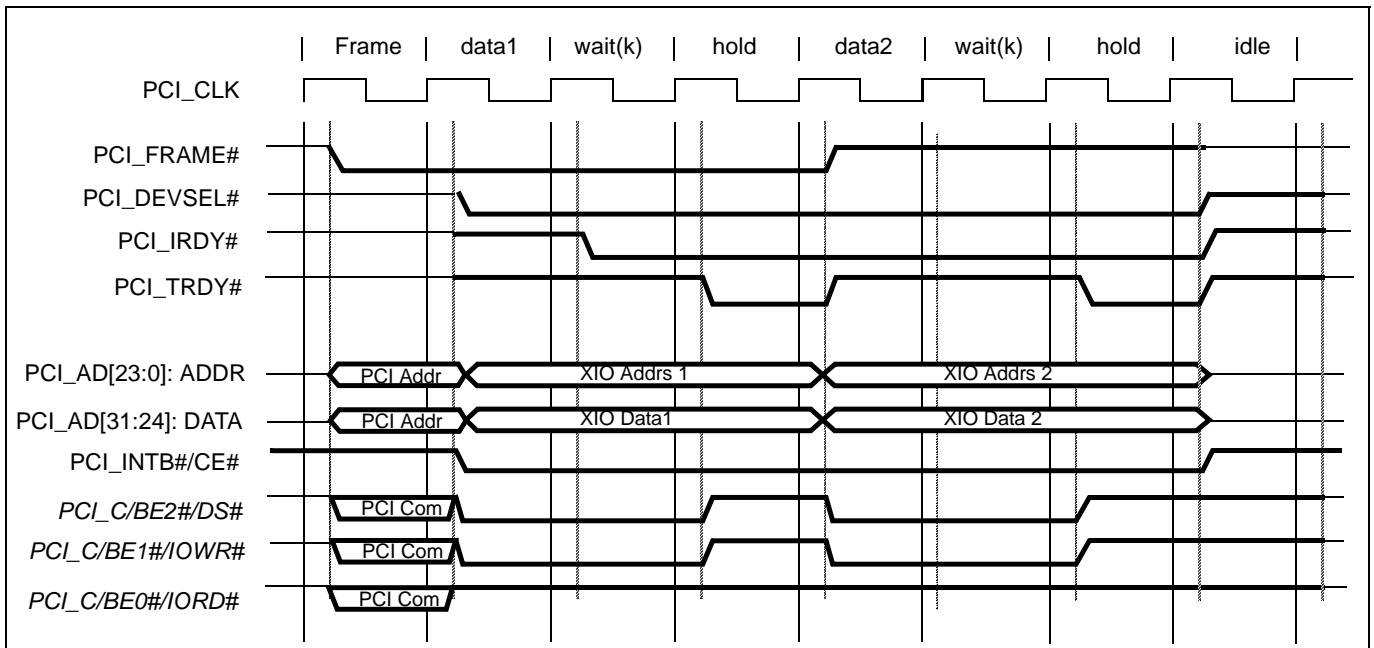 Frame data1 wait(k) hold data2 wait(k) hold idle
PCI_CLK
PCI_FRAME#
PCI_DEVSEL#
PCI_IRDY#
PCI_TRDY#
PCI_AD[23:0]: ADDR PCI Addr XIO Addrs 1 XIO Addrs 2
PCI_AD[31:24]: DATA PCI Addr XIO Data1 XIO Data 2
PCI_INTB#/CE#
PCI_C/BE2#/DS# PCI Com
PCI_C/BE1#/IOWR# PCI Com
PCI_C/BE0#/IORD# PCI Com